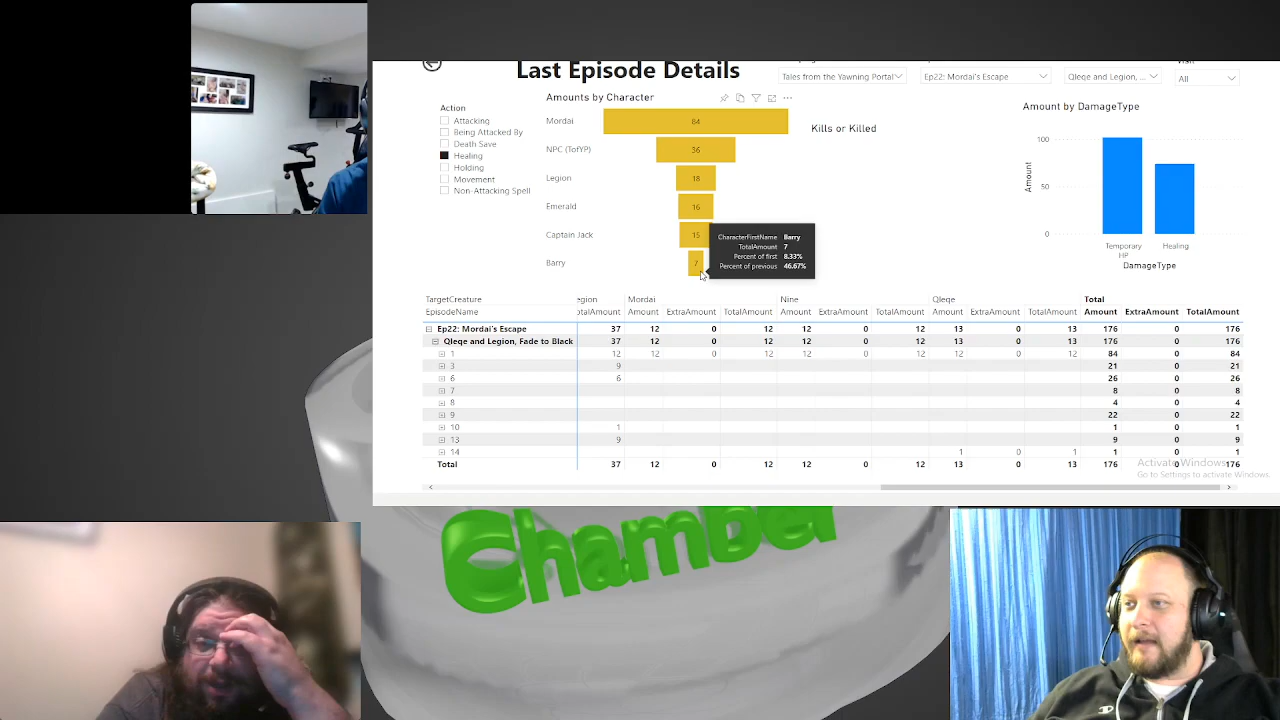 Last Episode Details
Tales from the Yawning Portal
Ep22: Mordai's Escape
Qleqe and Legion, ...
All
Action
Attacking
Being Attacked By
Death Save
Healing
Holding
Movement
Non-Attacking Spell
Amounts by Character
Mordai 84
NPC (TofYP) 36
Legion 18
Emerald 16
Captain Jack 15
Barry 7
CharacterFirstName Barry
TotalAmount 7
Percent of first 8.33%
Percent of previous 46.67%
Kills or Killed
Amount by DamageType
Amount
100
50
0
Temporary HP
Healing
DamageType
TargetCreature egion Mordai Nine Qleqe Total
EpisodeName otalAmount Amount ExtraAmount TotalAmount Amount ExtraAmount TotalAmount Amount ExtraAmount TotalAmount Amount ExtraAmount TotalAmount
Ep22: Mordai's Escape 37 12 0 12 12 0 12 13 0 13 176 0 176
Qleqe and Legion, Fade to Black 37 12 0 12 12 0 12 13 0 13 176 0 176
1 12 12 0 12 12 0 12 12 0 12 84 0 84
3 9 21 0 21
6 6 26 0 26
7 8 0 8
8 4 0 4
9 22 0 22
10 1 1 0 1
13 9 9 0 9
14 1 0 1 1 0 1
Total 37 12 0 12 12 0 12 13 0 13 176 0 176
Activate Windows
Go to Settings to activate Windows.
Chamber